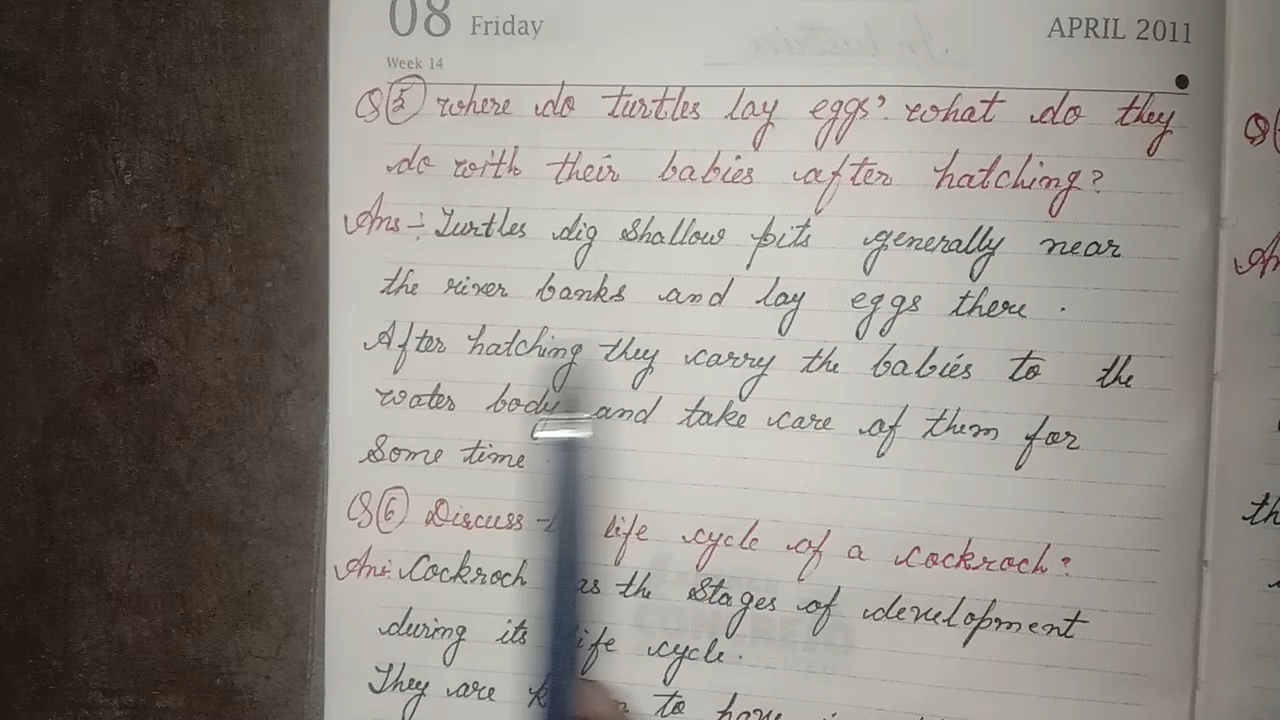 08 Friday APRIL 2011
Week 14
Q 5 where do turtles lay eggs? what do they
do with their babies after hatching?
Ans :- Turtles dig shallow pits generally near
the river banks and lay eggs there .
After hatching they carry the babies to the
water body and take care of them for
Some time
Q 6 Discuss life cycle of a cockroch?
Ans: Cockroch the stages of development
during its cycle.
They are to have